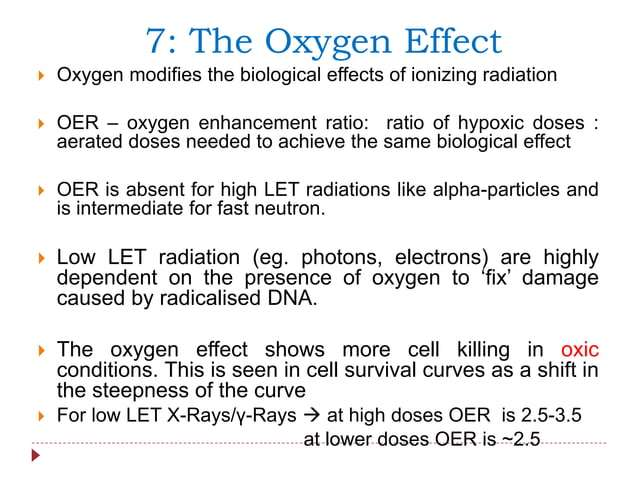 7: The Oxygen Effect
Oxygen modifies the biological effects of ionizing radiation
OER – oxygen enhancement ratio: ratio of hypoxic doses :
aerated doses needed to achieve the same biological effect
OER is absent for high LET radiations like alpha-particles and
is intermediate for fast neutron.
Low LET radiation (eg. photons, electrons) are highly
dependent on the presence of oxygen to ‘fix’ damage
caused by radicalised DNA.
The oxygen effect shows more cell killing in oxic
conditions. This is seen in cell survival curves as a shift in
the steepness of the curve
For low LET X-Rays/γ-Rays → at high doses OER is 2.5-3.5
at lower doses OER is ~2.5